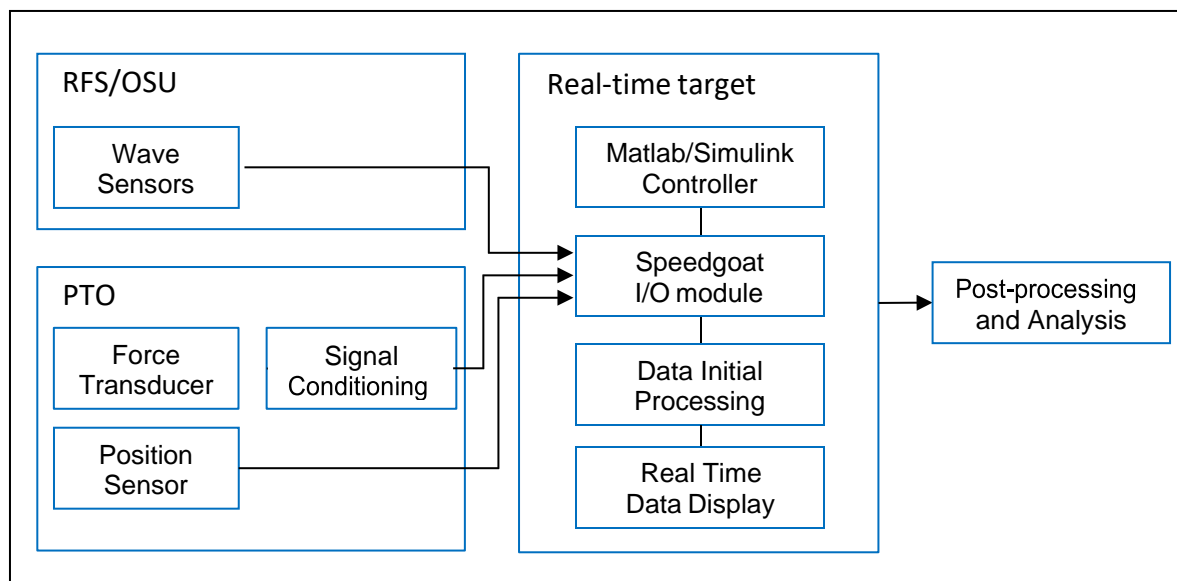 RFS/OSU
Wave
Sensors
PTO
Force
Transducer
Signal
Conditioning
Position
Sensor
Real-time target
Matlab/Simulink
Controller
Speedgoat
I/O module
Data Initial
Processing
Real Time
Data Display
Post-processing
and Analysis